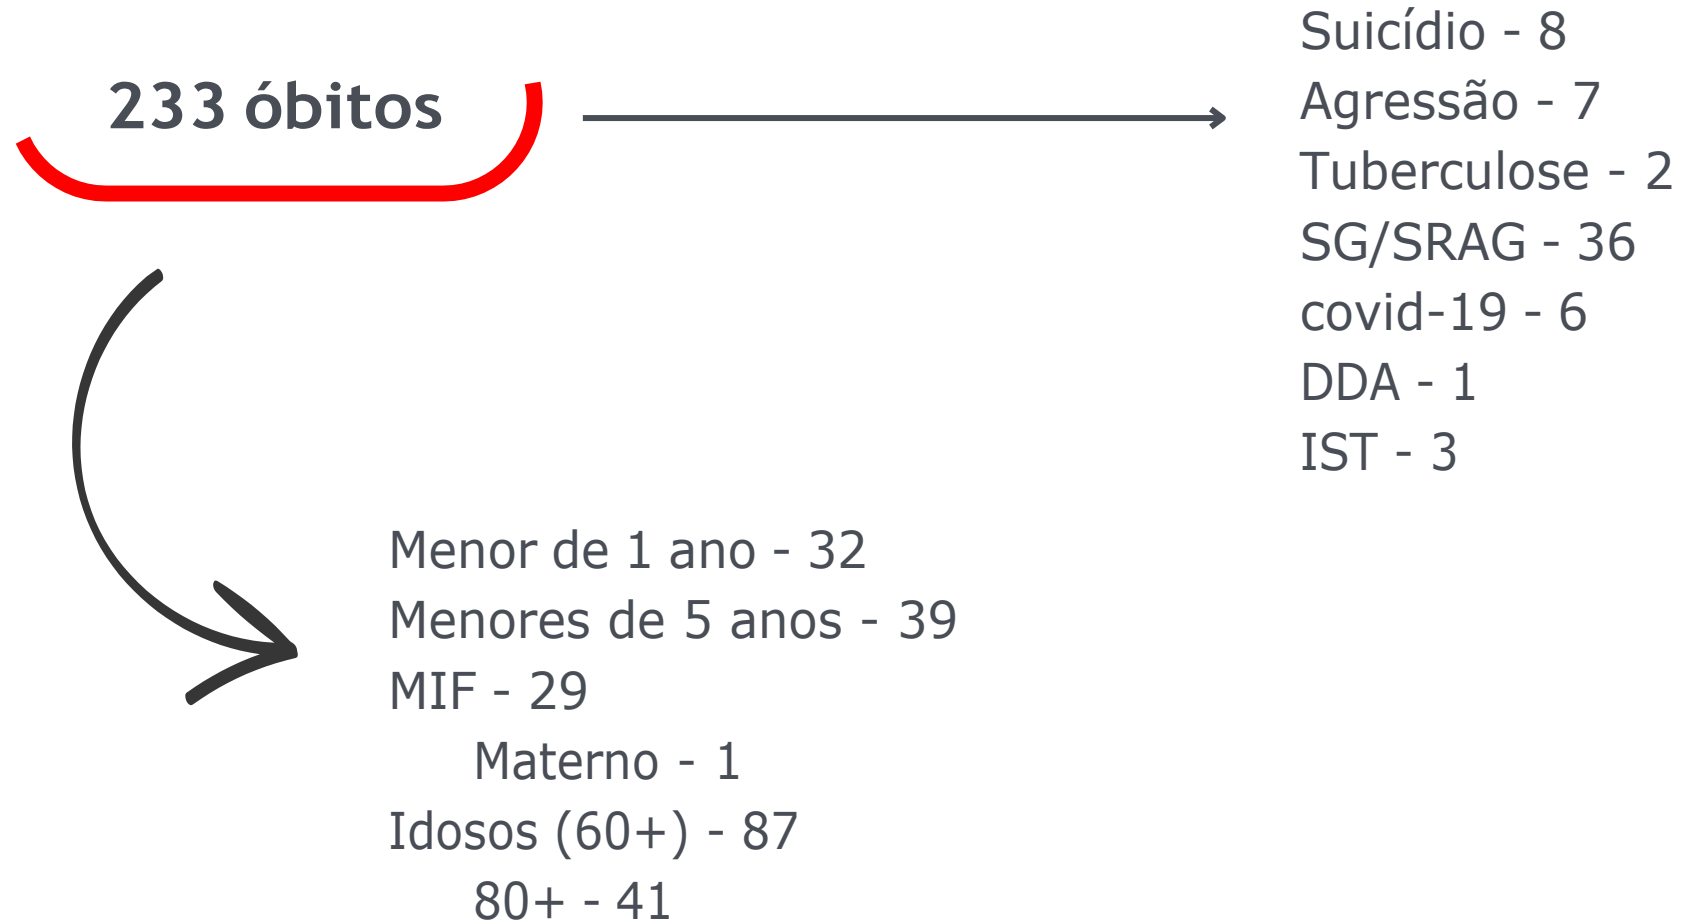 233 óbitos
Suicídio - 8
Agressão - 7
Tuberculose - 2
SG/SRAG - 36
covid-19 - 6
DDA - 1
IST - 3
Menor de 1 ano - 32
Menores de 5 anos - 39
MIF - 29
Materno - 1
Idosos (60+) - 87
80+ - 41